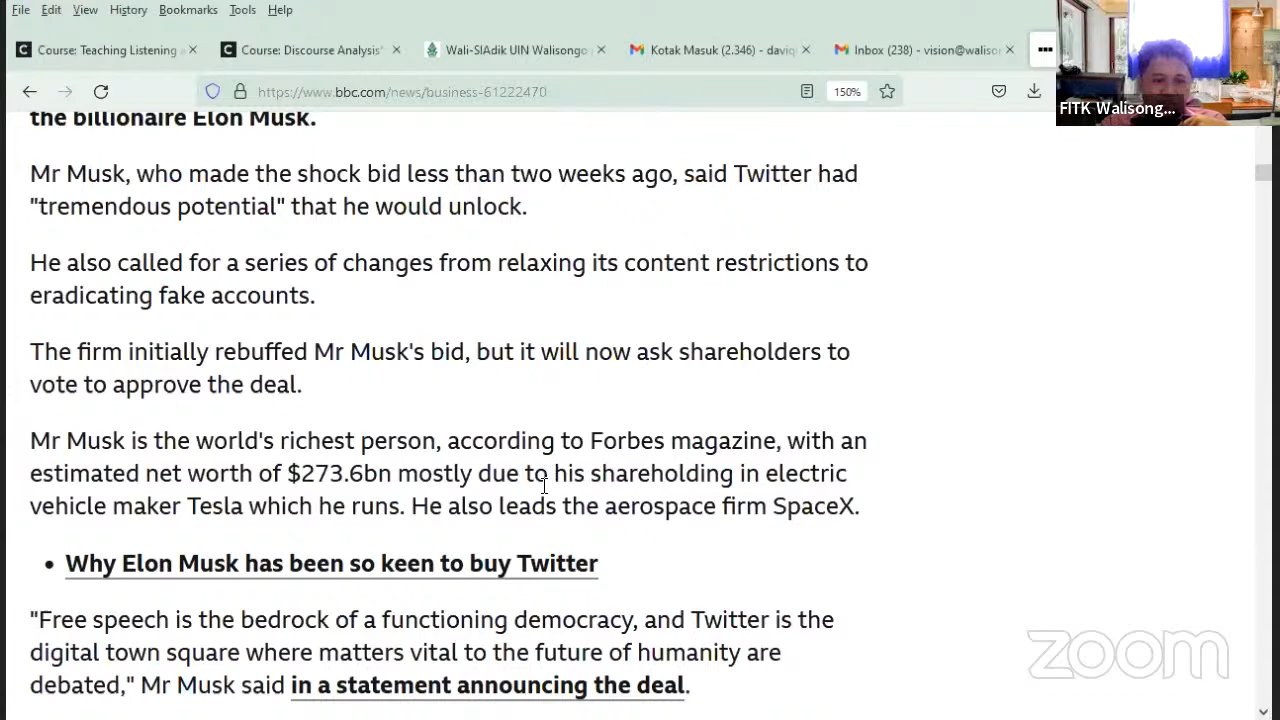 File Edit View History Bookmarks Tools Help
Course: Teaching Listening a
Course: Discourse Analysis"
Wali-SIAdik UIN Walisongo
Kotak Masuk (2.346) - daviq
Inbox (238) - vision@waliso
https://www.bbc.com/news/business-61222470
150%
FITK Walisong...
the billionaire Elon Musk.
Mr Musk, who made the shock bid less than two weeks ago, said Twitter had
"tremendous potential" that he would unlock.
He also called for a series of changes from relaxing its content restrictions to
eradicating fake accounts.
The firm initially rebuffed Mr Musk's bid, but it will now ask shareholders to
vote to approve the deal.
Mr Musk is the world's richest person, according to Forbes magazine, with an
estimated net worth of $273.6bn mostly due to his shareholding in electric
vehicle maker Tesla which he runs. He also leads the aerospace firm SpaceX.
• Why Elon Musk has been so keen to buy Twitter
"Free speech is the bedrock of a functioning democracy, and Twitter is the
digital town square where matters vital to the future of humanity are
debated," Mr Musk said in a statement announcing the deal.
zoom